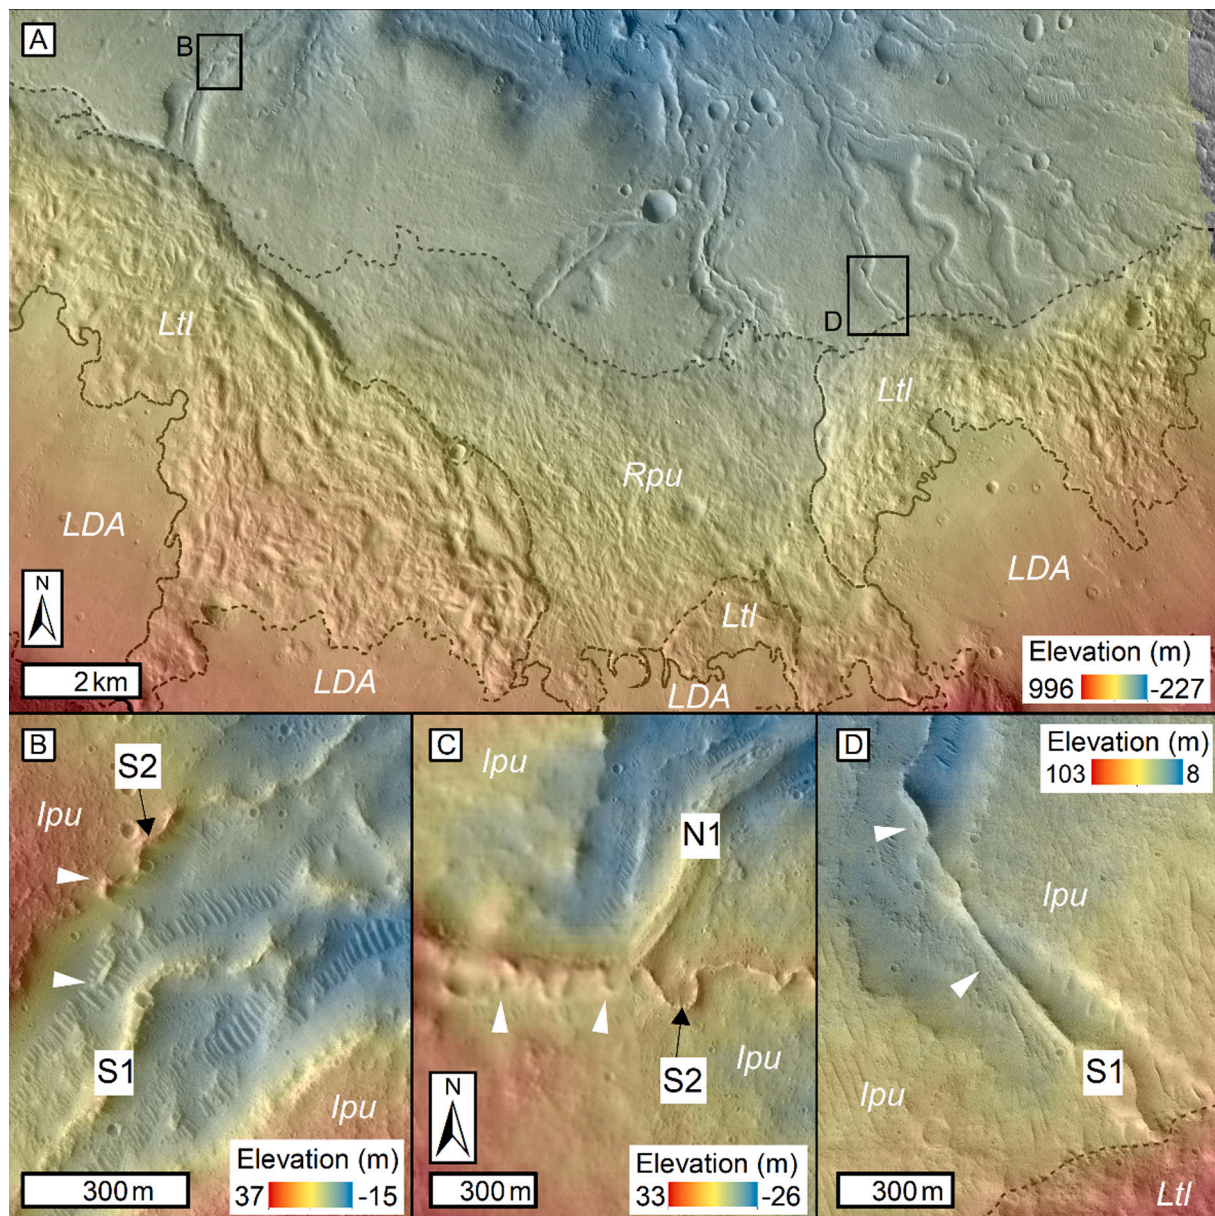 A
B
D
Ltl
Ltl
Rpu
LDA
LDA
Ltl
N
2 km
LDA
LDA
Elevation (m)
996 -227
B
S2
Ipu
S1
Ipu
Elevation (m)
300 m
37 -15
C
Ipu
N1
N
S2
Ipu
Elevation (m)
300 m
33 -26
D
Elevation (m)
103 8
Ipu
S1
Ipu
300 m
Ltl